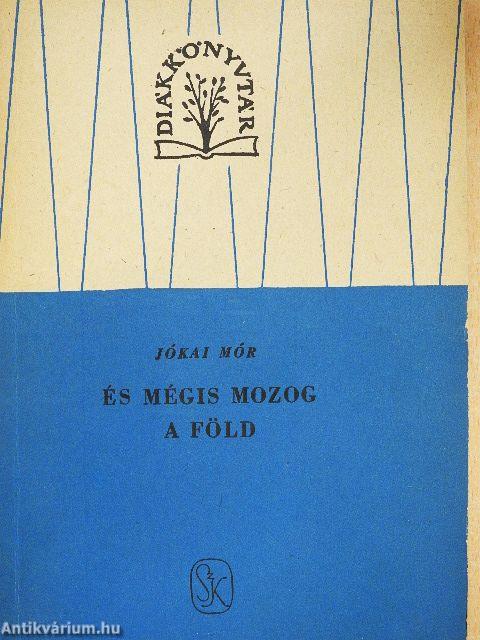 DIÁKKÖNYVTÁR
JÓKAI MÓR
ÉS MÉGIS MOZOG
A FÖLD
SzK
Antikvárium.hu